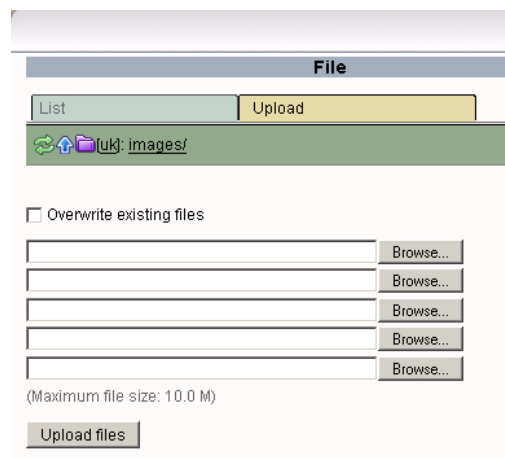 File
List Upload
[uk]: images/
Overwrite existing files
Browse...
Browse...
Browse...
Browse...
Browse...
(Maximum file size: 10.0 M)
Upload files